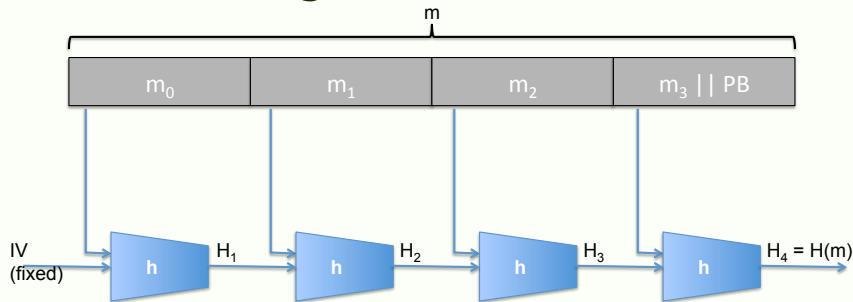 m
m₀ m₁ m₂ m₃ || PB
IV
(fixed)
h H₁ h H₂ h H₃ h H₄ = H(m)